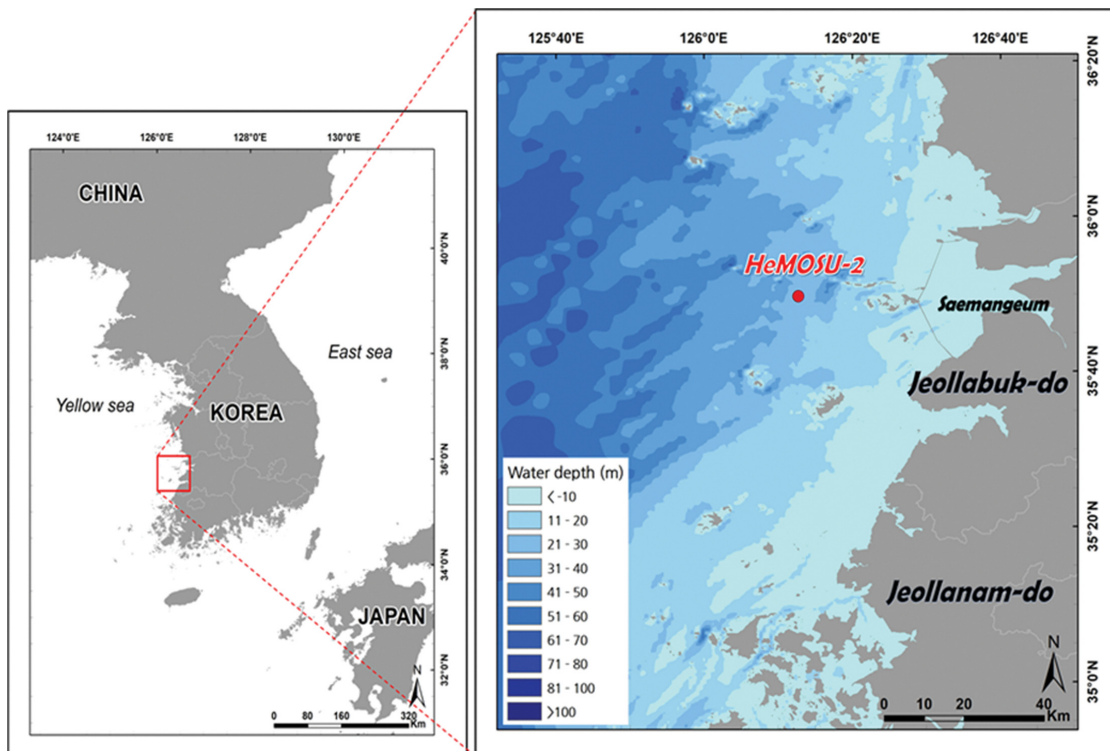 124°0'E
126°0'E
128°0'E
130°0'E
CHINA
40°0'N
38°0'N
East sea
Yellow sea
KOREA
36°0'N
34°0'N
JAPAN
32°0'N
N
0 80 160 320
Km
125°40'E
126°0'E
126°20'E
126°40'E
36°20'N
36°0'N
HeMOSU-2
Saemangeum
35°40'N
Jeollabuk-do
Water depth (m)
< -10
11 - 20
21 - 30
31 - 40
41 - 50
51 - 60
61 - 70
71 - 80
81 - 100
>100
35°20'N
Jeollanam-do
N
35°0'N
0 10 20 40
Km